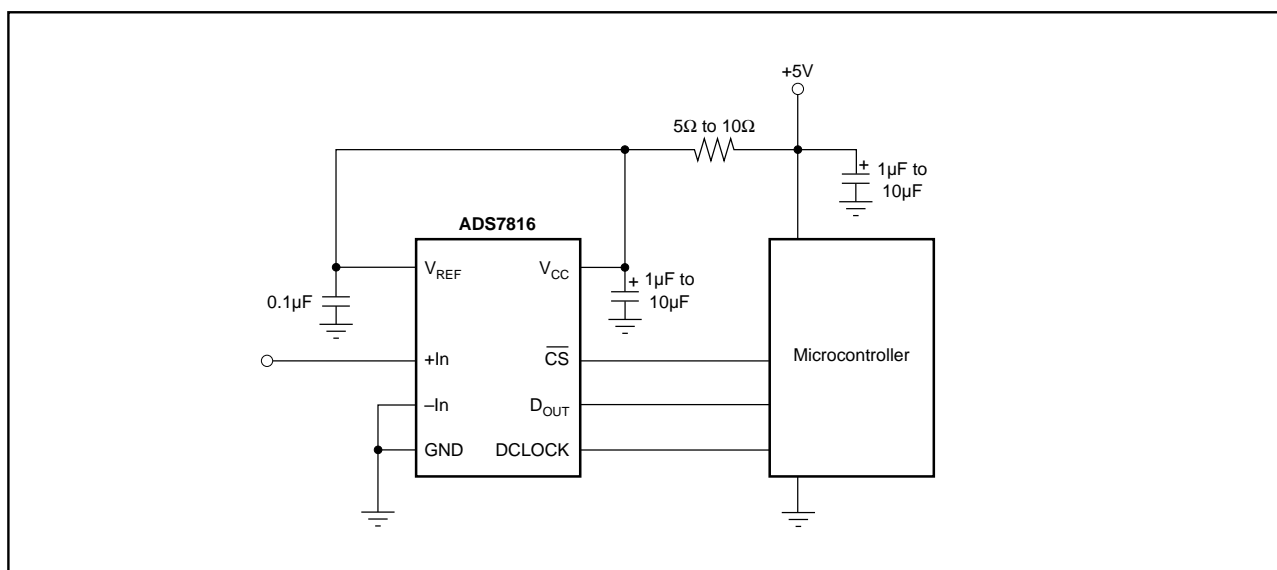 +5V
5Ω to 10Ω
+ 1µF to
10µF
ADS7816
VREF
VCC
+ 1µF to
10µF
0.1µF
+In
CS
Microcontroller
–In
DOUT
GND
DCLOCK